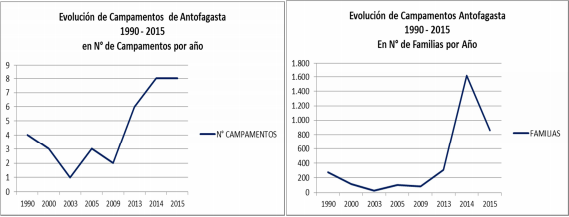 Evolución de Campamentos de Antofagasta
1990 - 2015
en N° de Campamentos por año
9
8
7
6
5
4
3
2
1
0
1990 2000 2003 2005 2009 2013 2014 2015
N° CAMPAMENTOS
Evolución de Campamentos Antofagasta
1990 - 2015
En N° de Familias por Año
1.800
1.600
1.400
1.200
1.000
800
600
400
200
0
1990 2000 2003 2005 2009 2013 2014 2015
FAMILIAS